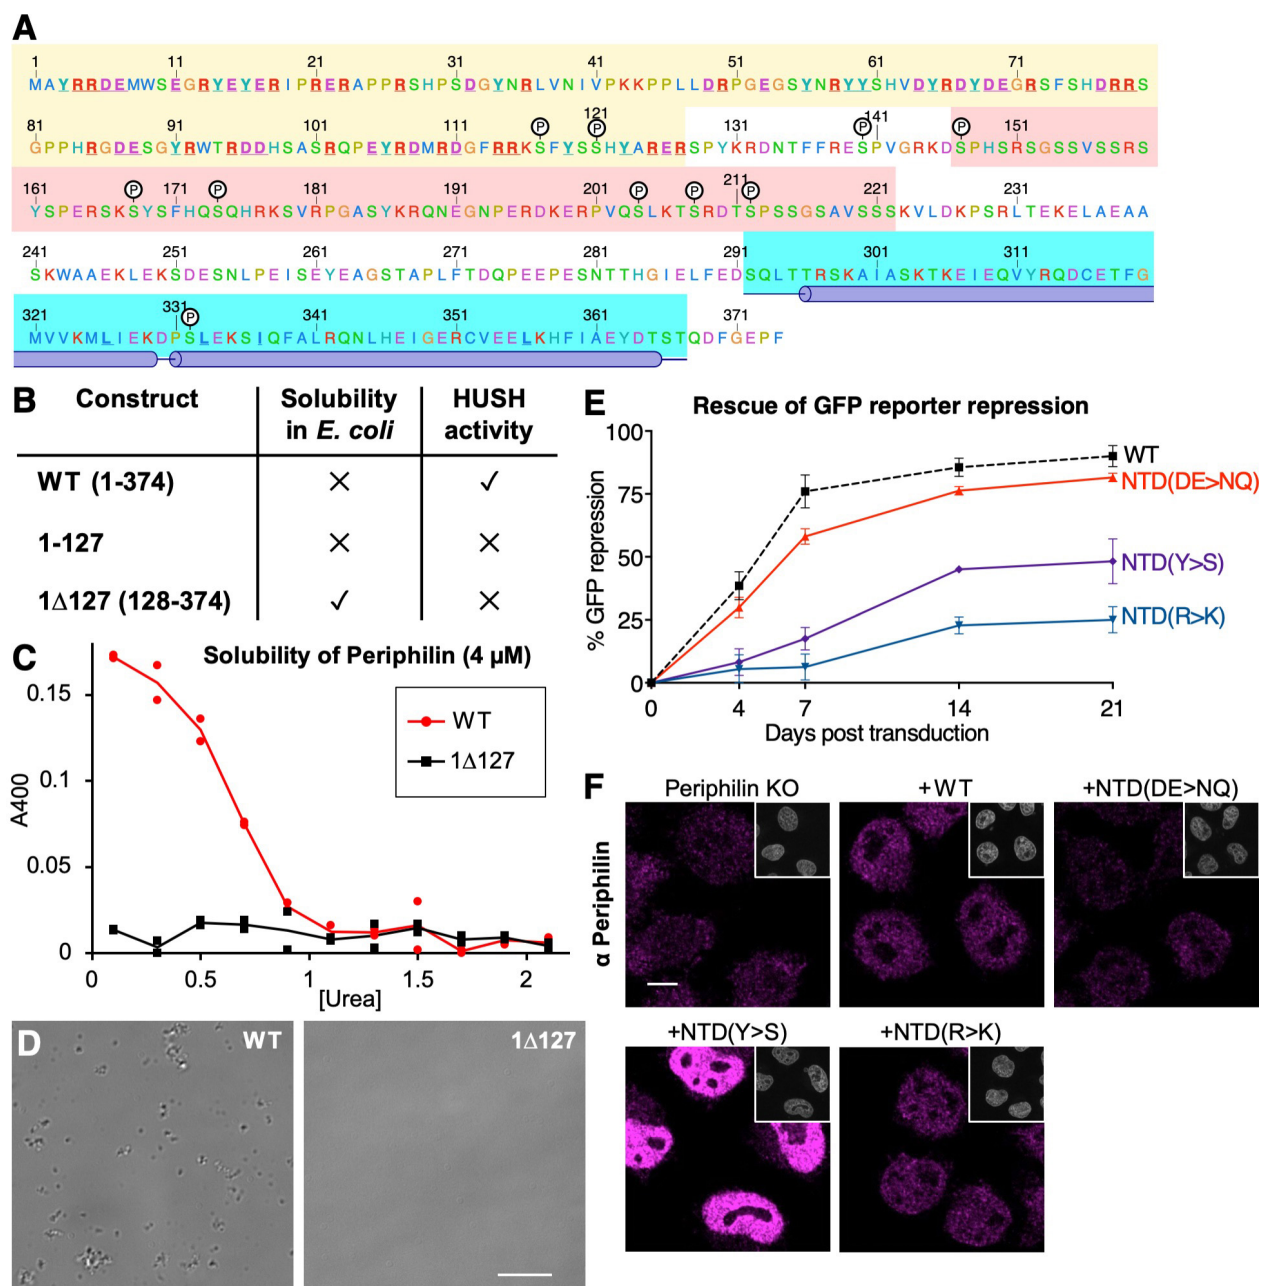 A
1 11 21 31 41 51 61 71
MAYRRDEMWSEGRYEYERIPRERAPPRSHPSDGYNRLVNIVPKKPPLLDRPGEGSYNRYYSHVDYRDYDEGRSFSHDRRS
81 91 101 111 P 121 P 131 P 141 P 151
GPPHRGDESGYRWTRDDHSASRQPEYRDMRDGFRRKSFYSSHYARERSPYKRDNTFFRESPVGRKDSPHSRSGSSVSSRS
161 P 171 P 181 191 201 P P 211 P 221 231
YSPERSKSYSFHQSQHRKSVRPGASYKRQNEGNPERDKERPVQSLKTSRDTSPSSGSAVSSSKVLDKPSRLTEKELAEAA
241 251 261 271 281 291 301 311
SKWAAEKLEKSDESNLPEISEYEAGSTAPLFTDQPEEPESNTTHGIELFEDSQLTTRSKAIASKTKEIEQVYRQDCETFG
321 331 P 341 351 361 371
MVVKMLIEKDPSLEKSIQFALRQNLHEIGERCVEELKHFIAEYDTSTQDFGEPF
B
Construct Solubility in E. coli HUSH activity
WT (1-374) ✕ ✓
1-127 ✕ ✕
1Δ127 (128-374) ✓ ✕
C
Solubility of Periphilin (4 µM)
WT
1Δ127
A400
0.15
0.1
0.05
0
0 0.5 1 1.5 2
[Urea]
D
WT
1Δ127
E
Rescue of GFP reporter repression
% GFP repression
100
75
50
25
0
WT
NTD(DE>NQ)
NTD(Y>S)
NTD(R>K)
0 4 7 14 21
Days post transduction
F
α Periphilin
Periphilin KO
+WT
+NTD(DE>NQ)
+NTD(Y>S)
+NTD(R>K)